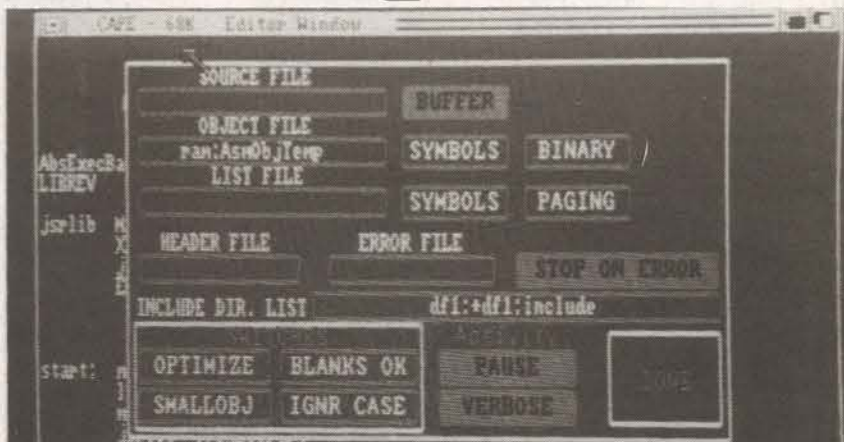 CAPE - 68K Editor Window
SOURCE FILE
BUFFER
OBJECT FILE
ram:AsmObjTemp SYMBOLS BINARY
AbsExecBa
LIST FILE
LIBREV
SYMBOLS PAGING
jsrlib
HEADER FILE ERROR FILE
STOP ON ERROR
INCLUDE DIR. LIST df1:+df1:include
start: OPTIMIZE BLANKS OK PAUSE
SMALLOBJ IGNR CASE VERBOSE